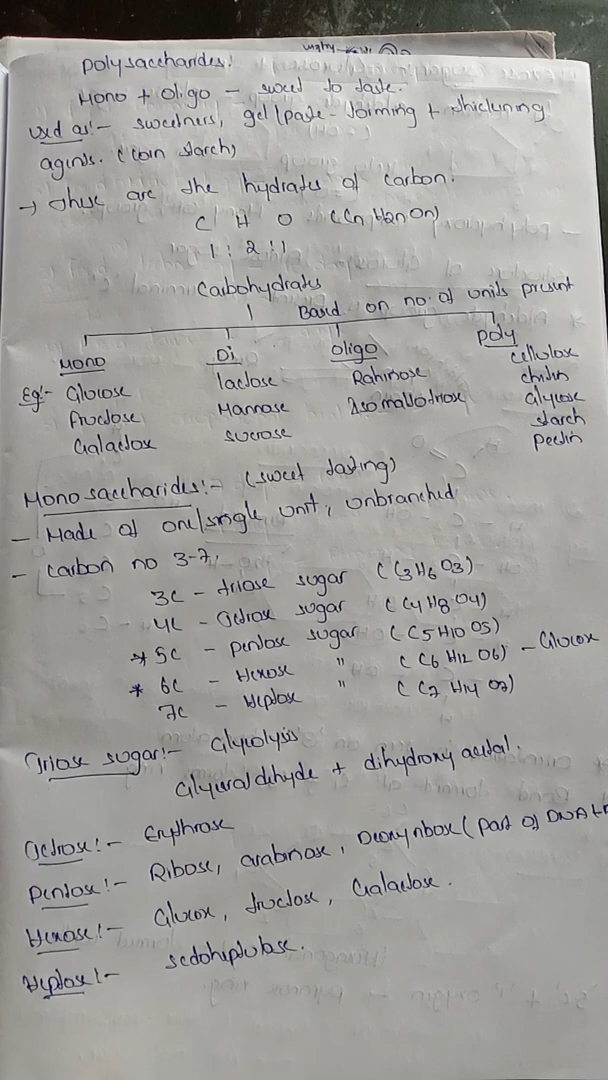 Polysaccharides:
Mono + Oligo - sweet to taste.
Used as:- sweetners, gel/paste-forming + thickening
agents. (Corn starch)
→ These are the hydrates of carbon.
C H O (Cn H2n On)
1 : 2 : 1
Carbohydrates
Based on no. of units present
Mono Di Oligo Poly
Eg:- Glucose lactose Rahinose cellulose
fructose Mannose Isomaltotriose chitin
Galactose sucrose Glycose
starch
pectin
Monosaccharides:- (sweet tasting)
- Made of one/single unit, unbranched
- Carbon no 3-7.
3C - triose sugar (C3H6O3)
4C - tetrose sugar (C4H8O4)
* 5C - pentose sugar (C5H10O5)
* 6C - Hexose " (C6H12O6) - Glucose
7C - Heptose " (C7H14O7)
Triose sugar:- Glycolysis
Glyceraldehyde + dihydroxy acetal.
Tetrose:- Erythrose
Pentose:- Ribose, arabinose, Deoxyribose (part of DNA
Hexose:- Glucose, fructose, Galactose.
Heptose:- sedoheptulose.